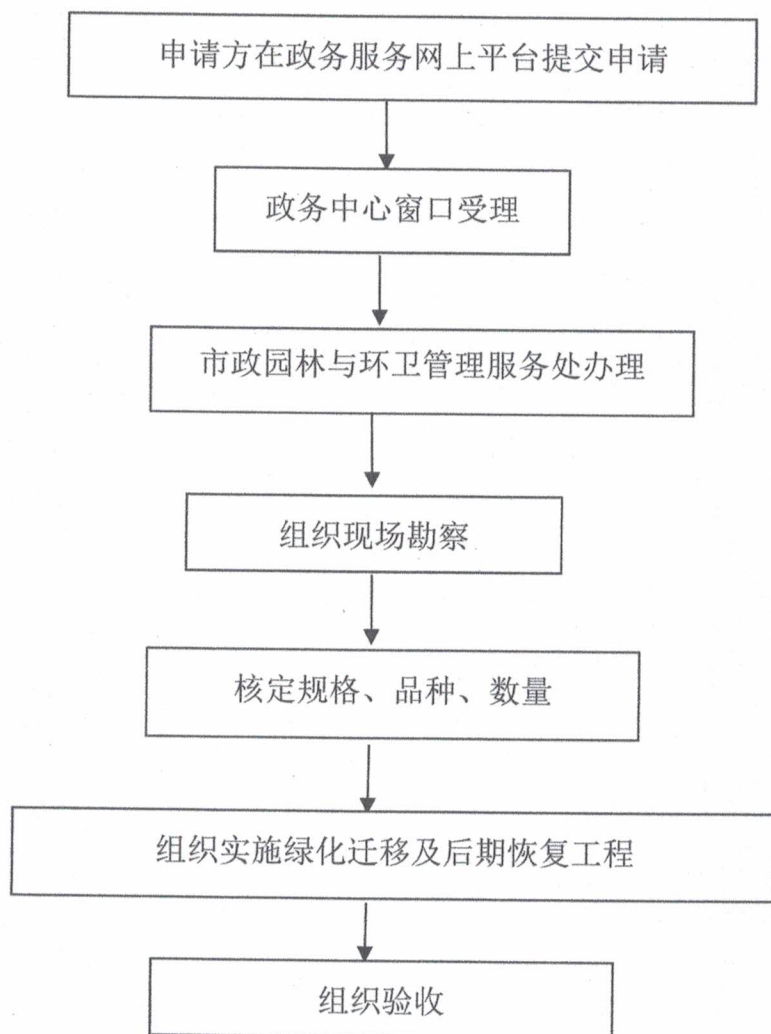 申请方在政务服务网上平台提交申请
政务中心窗口受理
市政园林与环卫管理服务处办理
组织现场勘察
核定规格、品种、数量
组织实施绿化迁移及后期恢复工程
组织验收